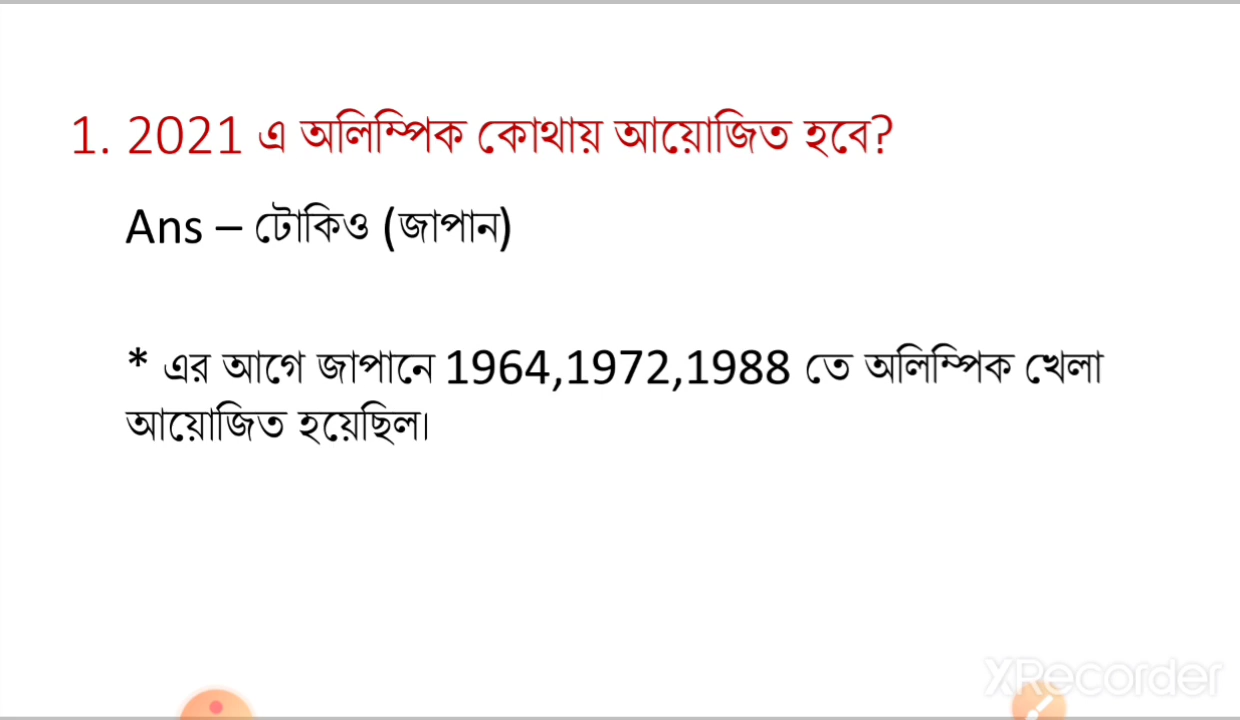 1. 2021 এ অলিম্পিক কোথায় আয়োজিত হবে?
Ans – টোকিও (জাপান)
* এর আগে জাপানে 1964,1972,1988 তে অলিম্পিক খেলা
আয়োজিত হয়েছিল।
XRecorder